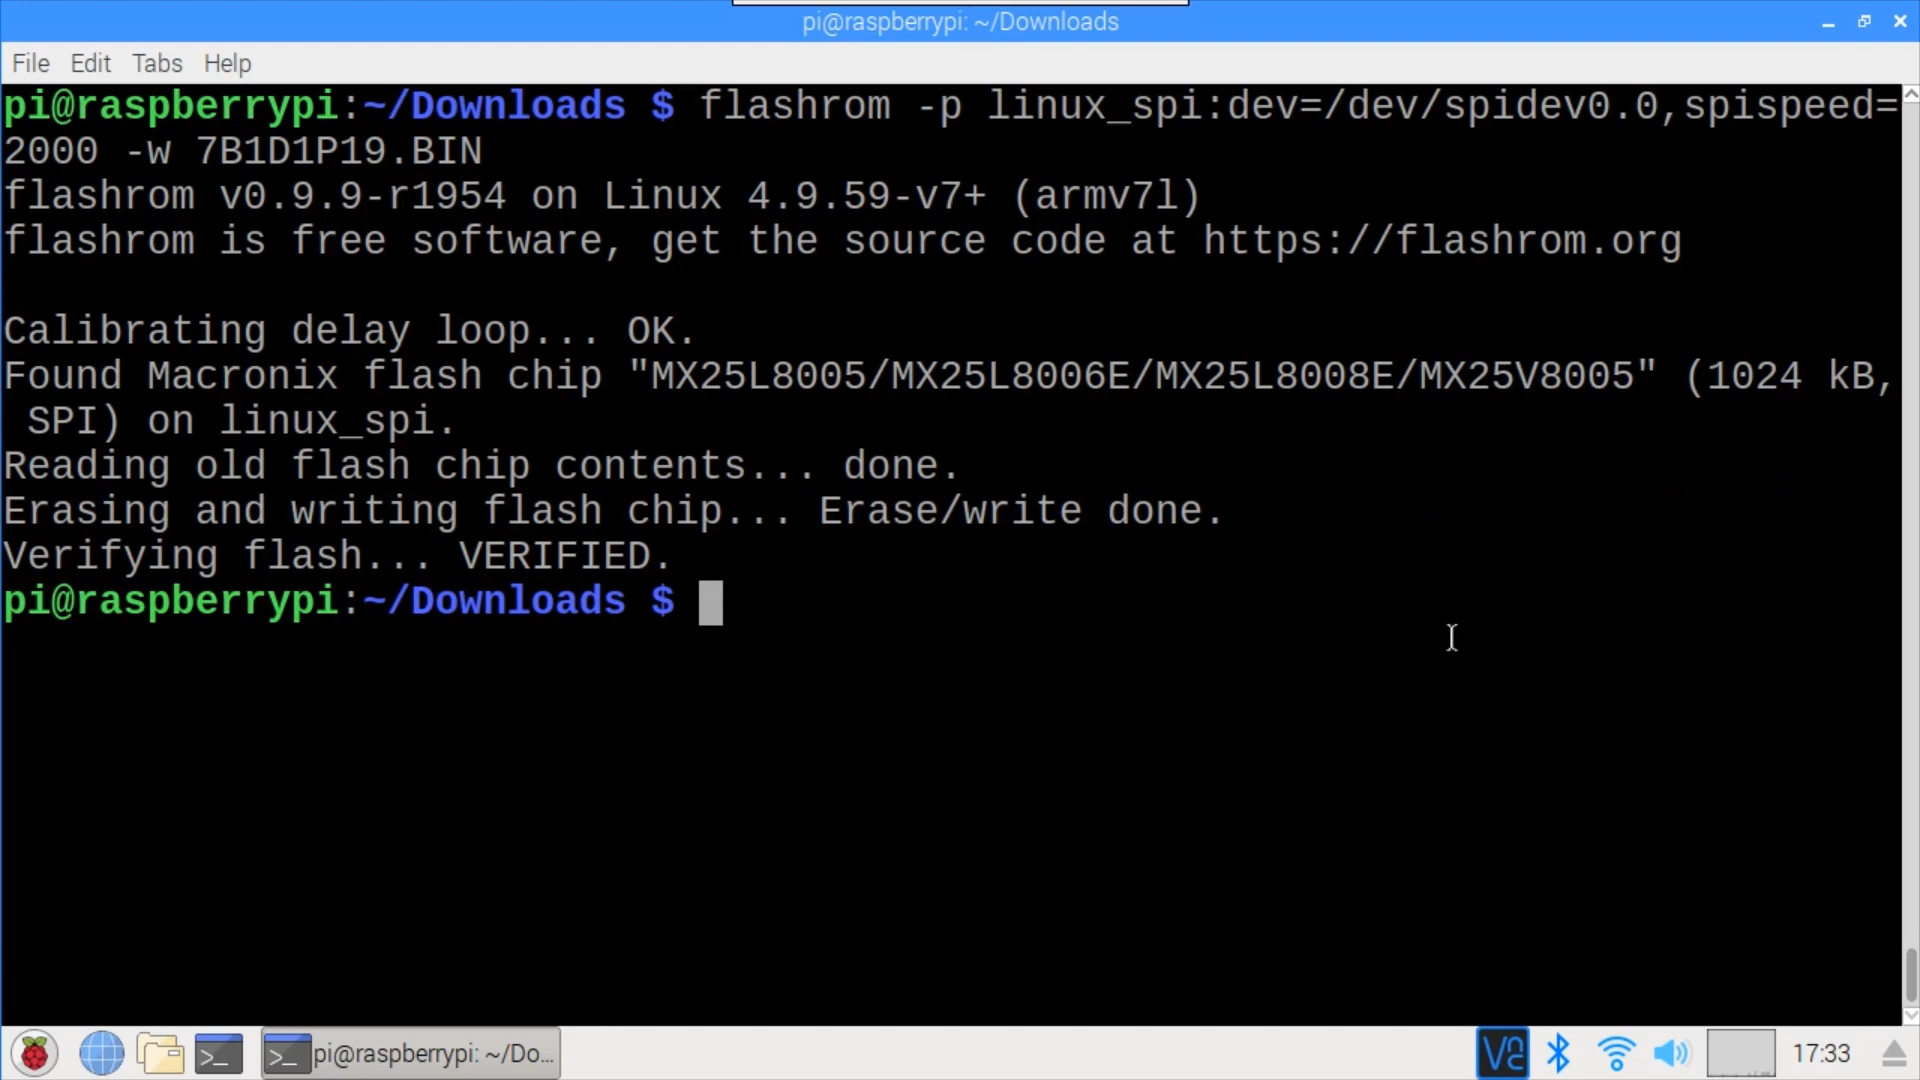 pi@raspberrypi: ~/Downloads
File Edit Tabs Help
pi@raspberrypi:~/Downloads $ flashrom -p linux_spi:dev=/dev/spidev0.0,spispeed=
2000 -w 7B1D1P19.BIN
flashrom v0.9.9-r1954 on Linux 4.9.59-v7+ (armv7l)
flashrom is free software, get the source code at https://flashrom.org
Calibrating delay loop... OK.
Found Macronix flash chip "MX25L8005/MX25L8006E/MX25L8008E/MX25V8005" (1024 kB,
 SPI) on linux_spi.
Reading old flash chip contents... done.
Erasing and writing flash chip... Erase/write done.
Verifying flash... VERIFIED.
pi@raspberrypi:~/Downloads $
pi@raspberrypi: ~/Do... 17:33